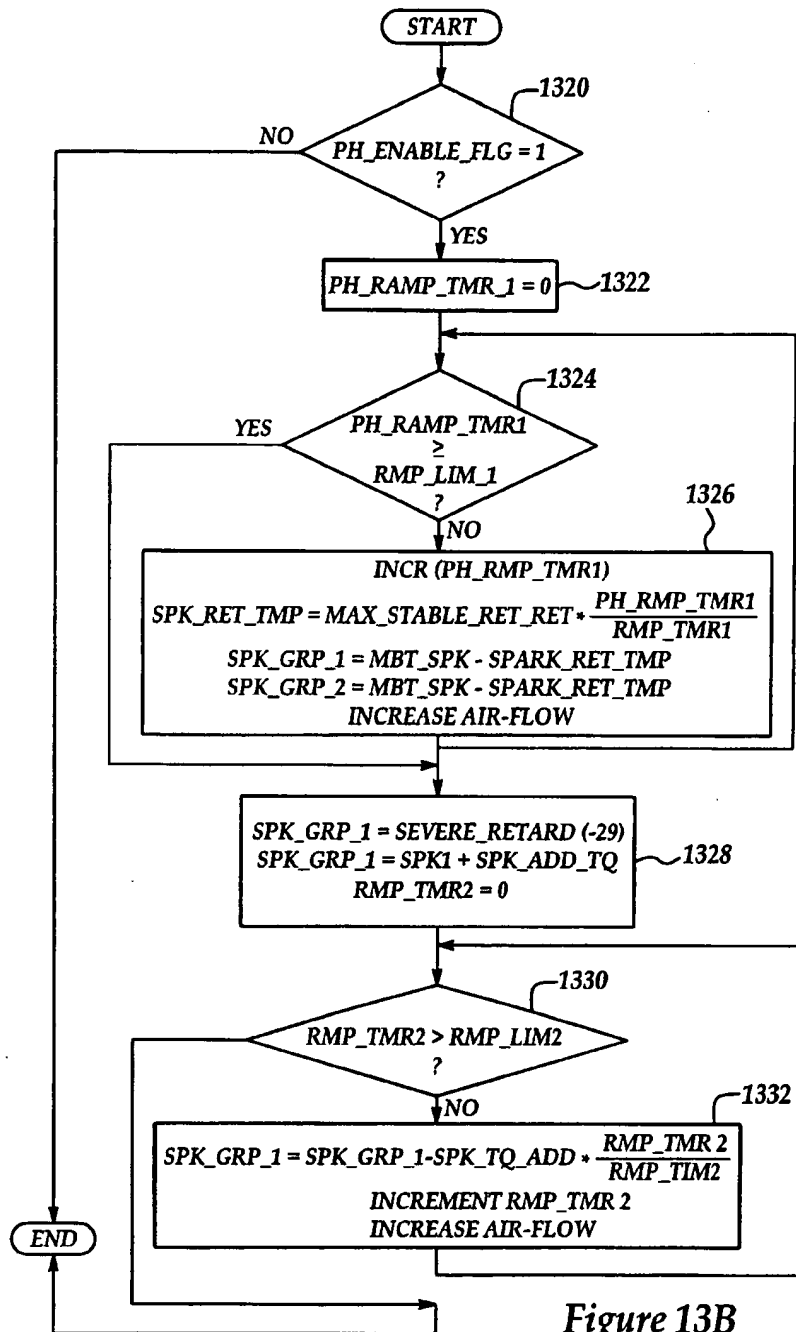 START
1320
NO
PH_ENABLE_FLG = 1
?
YES
PH_RAMP_TMR_1 = 0
1322
1324
YES
PH_RAMP_TMR1
≥
RMP_LIM_1
?
NO
1326
INCR (PH_RMP_TMR1)
SPK_RET_TMP = MAX_STABLE_RET_RET * PH_RMP_TMR1 / RMP_TMR1
SPK_GRP_1 = MBT_SPK - SPARK_RET_TMP
SPK_GRP_2 = MBT_SPK - SPARK_RET_TMP
INCREASE AIR-FLOW
SPK_GRP_1 = SEVERE_RETARD (-29)
SPK_GRP_1 = SPK1 + SPK_ADD_TQ
RMP_TMR2 = 0
1328
1330
RMP_TMR2 > RMP_LIM2
?
NO
1332
SPK_GRP_1 = SPK_GRP_1-SPK_TQ_ADD * RMP_TMR 2 / RMP_TIM2
INCREMENT RMP_TMR 2
INCREASE AIR-FLOW
END
Figure 13B